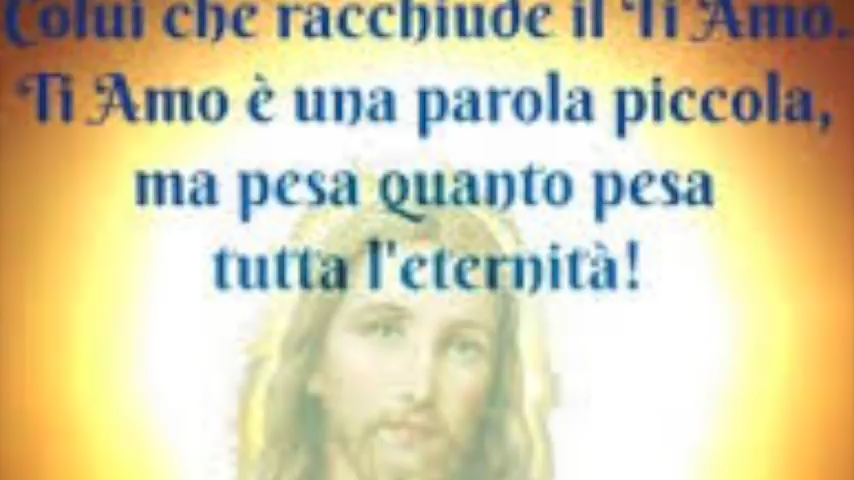 Colui che racchiude il Ti Amo.
Ti Amo è una parola piccola,
ma pesa quanto pesa
tutta l'eternità!